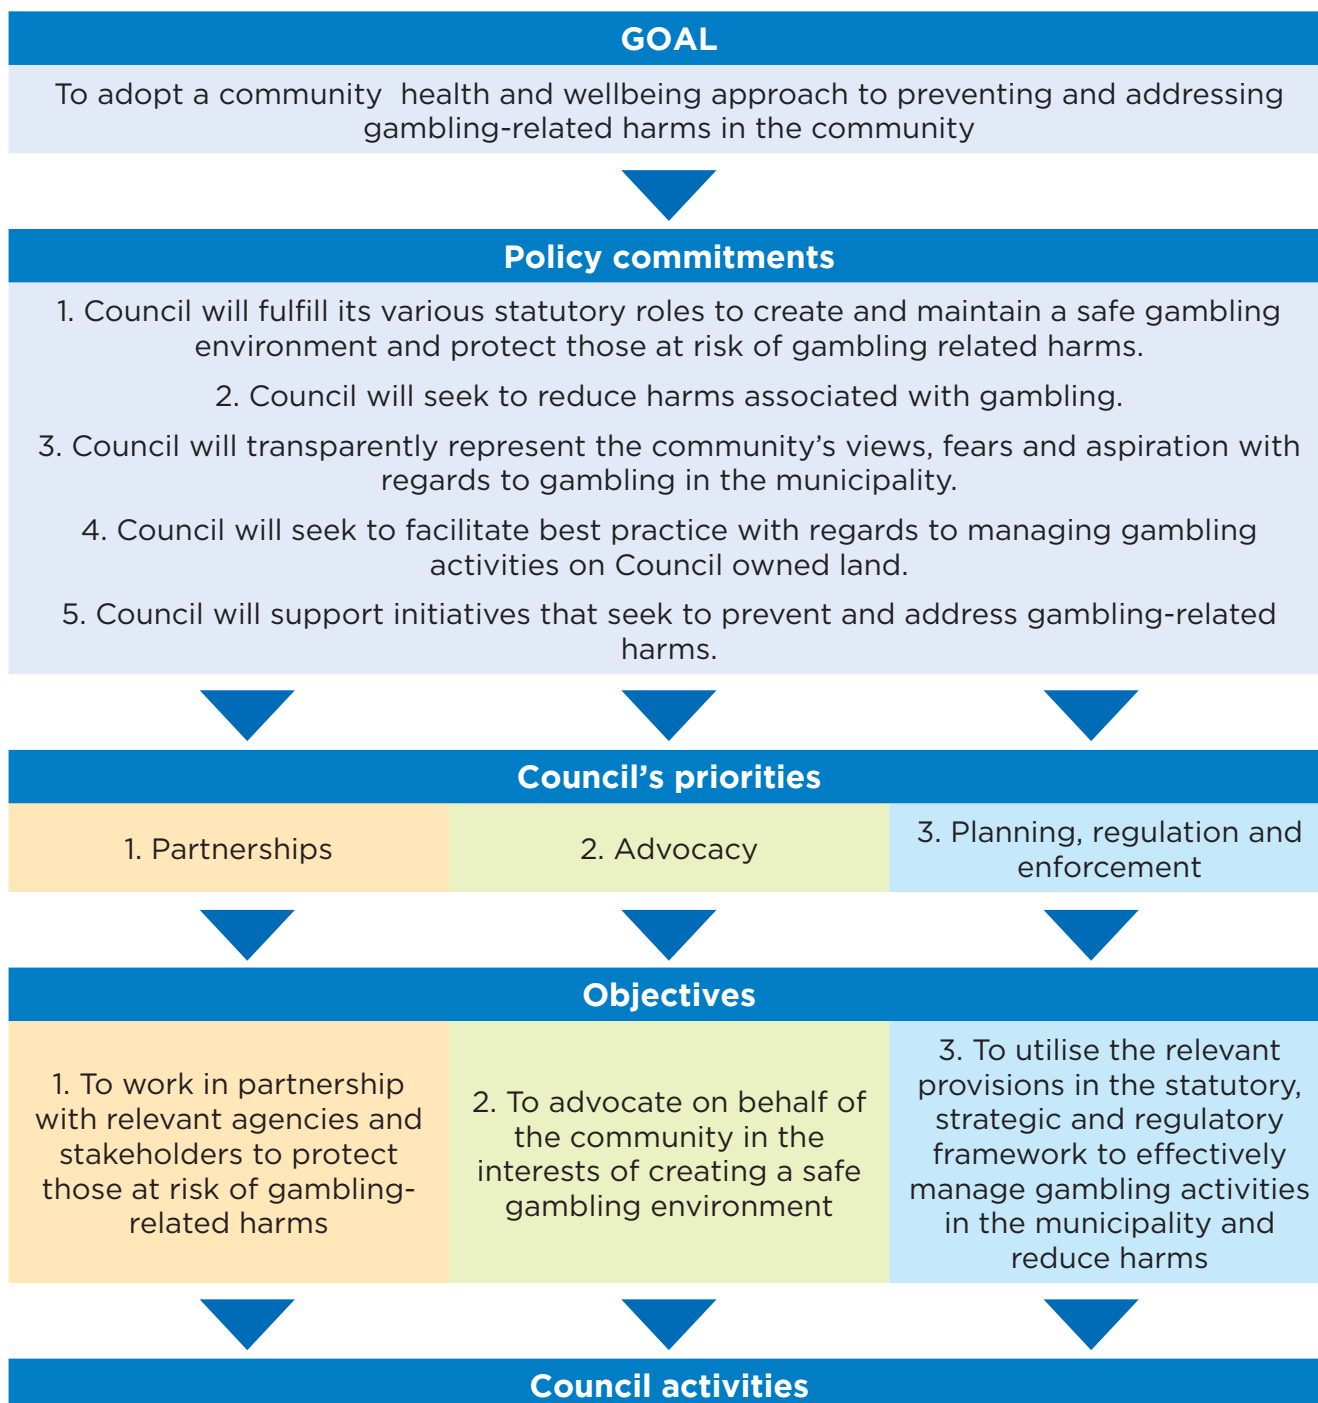 GOAL
To adopt a community  health and wellbeing approach to preventing and addressing
gambling-related harms in the community
Policy commitments
1. Council will fulfill its various statutory roles to create and maintain a safe gambling
environment and protect those at risk of gambling related harms.
2. Council will seek to reduce harms associated with gambling.
3. Council will transparently represent the community’s views, fears and aspiration with
regards to gambling in the municipality.
4. Council will seek to facilitate best practice with regards to managing gambling
activities on Council owned land.
5. Council will support initiatives that seek to prevent and address gambling-related
harms.
Council’s priorities
1. Partnerships
2. Advocacy
3. Planning, regulation and
enforcement
Objectives
1. To work in partnership
with relevant agencies and
stakeholders to protect
those at risk of gambling-
related harms
2. To advocate on behalf of
the community in the
interests of creating a safe
gambling environment
3. To utilise the relevant
provisions in the statutory,
strategic and regulatory
framework to effectively
manage gambling activities
in the municipality and
reduce harms
Council activities